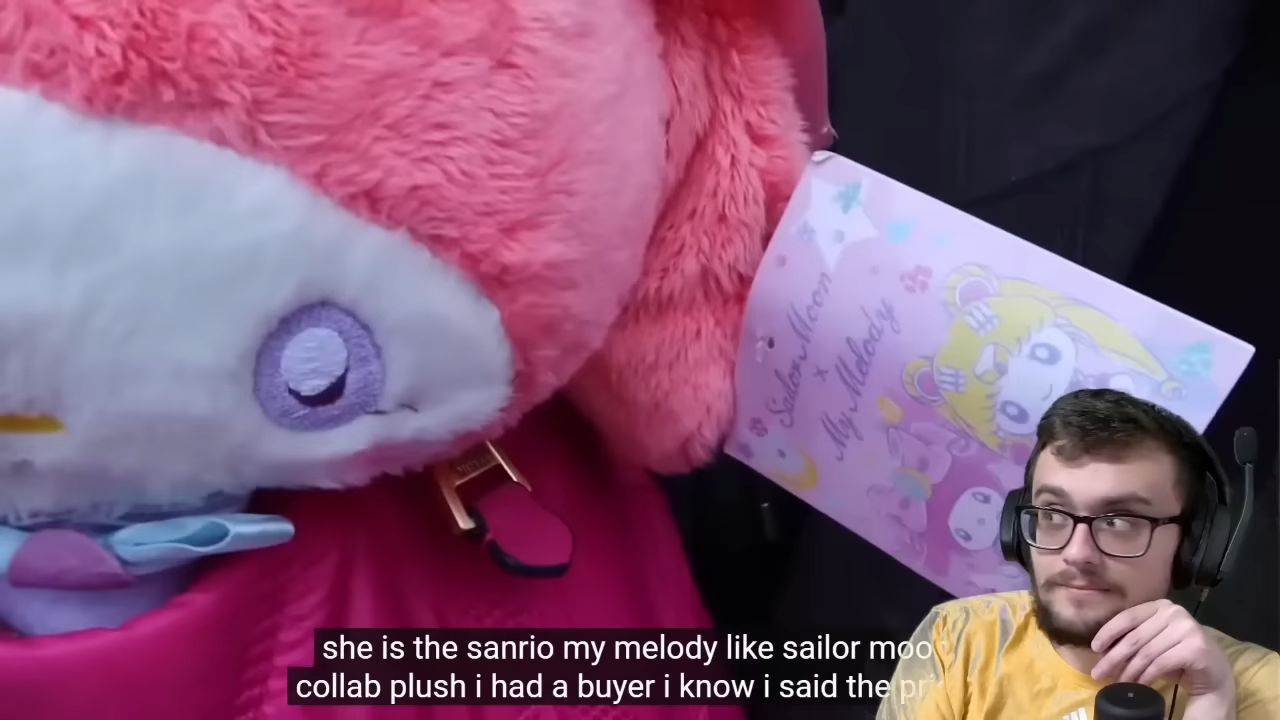 Sailor Moon
x
My Melody
she is the sanrio my melody like sailor moo
collab plush i had a buyer i know i said the pri